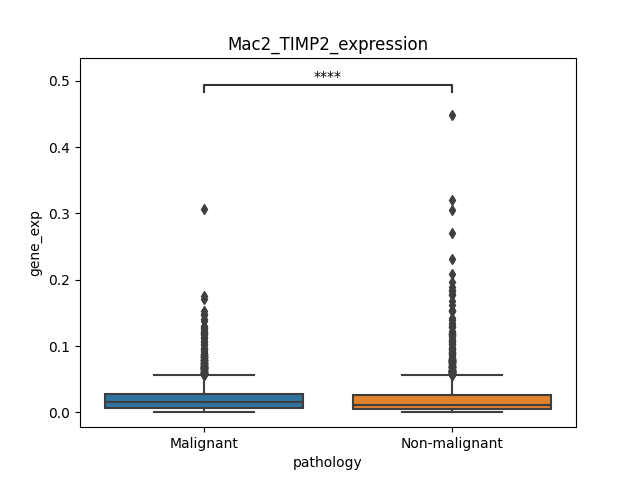 Mac2_TIMP2_expression
****
0.5
0.4
0.3
0.2
0.1
0.0
gene_exp
Malignant
Non-malignant
pathology